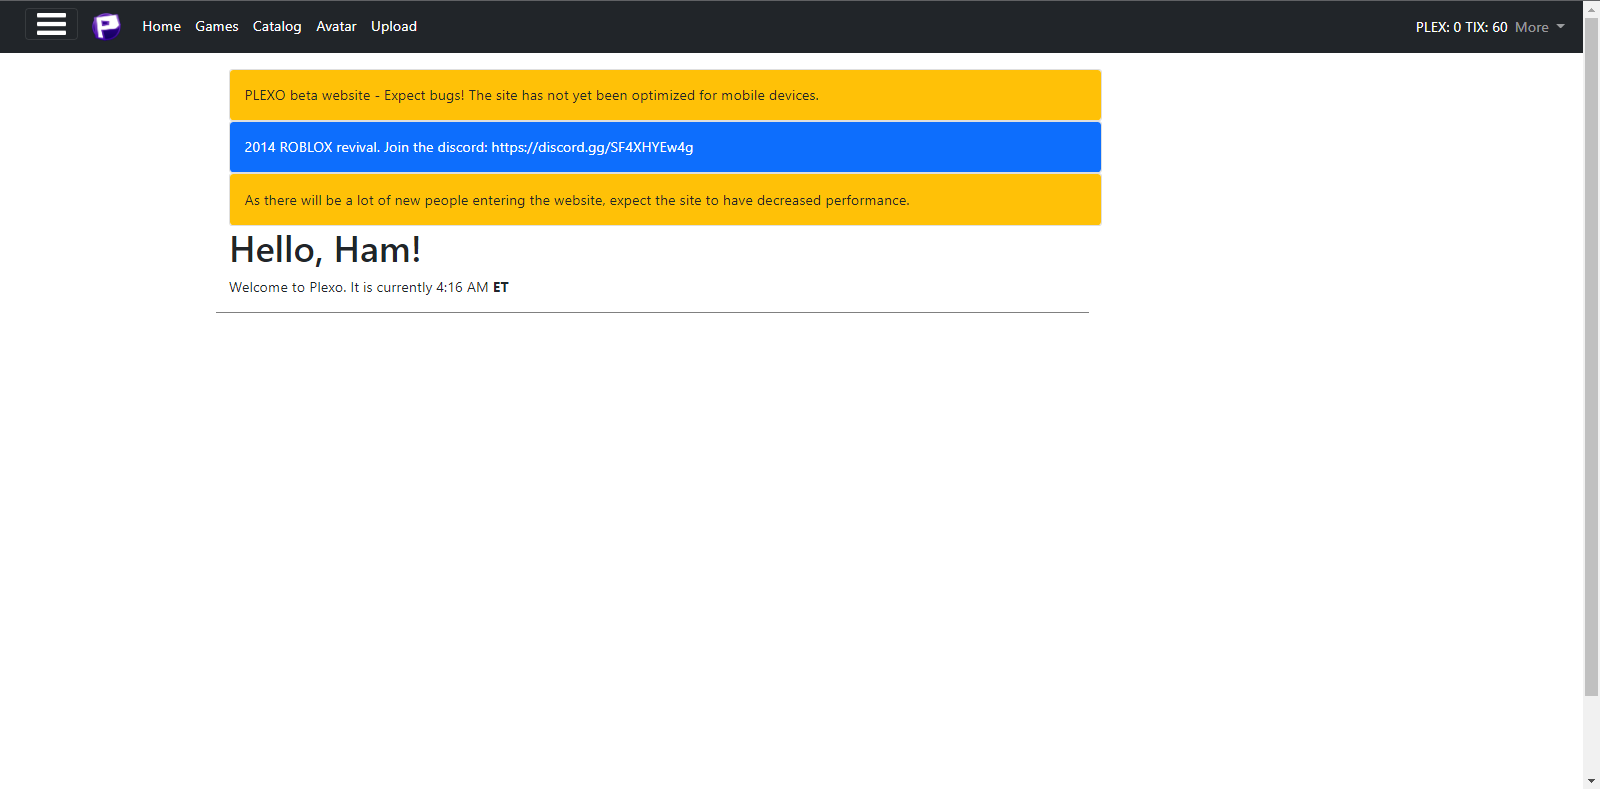 P
Home Games Catalog Avatar Upload
PLEX: 0 TIX: 60 More
PLEXO beta website - Expect bugs! The site has not yet been optimized for mobile devices.
2014 ROBLOX revival. Join the discord: https://discord.gg/SF4XHYEw4g
As there will be a lot of new people entering the website, expect the site to have decreased performance.
Hello, Ham!
Welcome to Plexo. It is currently 4:16 AM ET